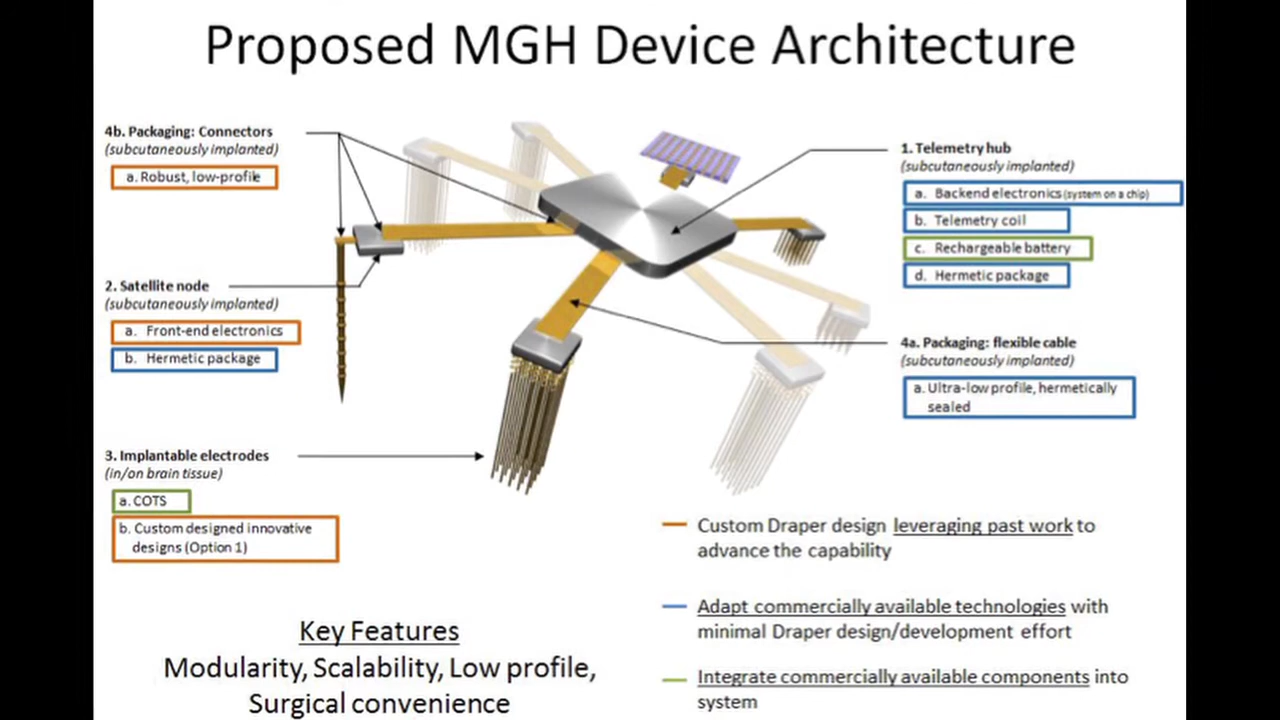 Proposed MGH Device Architecture
4b. Packaging: Connectors
(subcutaneously implanted)
a. Robust, low-profile
2. Satellite node
(subcutaneously implanted)
a. Front-end electronics
b. Hermetic package
3. Implantable electrodes
(in/on brain tissue)
a. COTS
b. Custom designed innovative
designs (Option 1)
1. Telemetry hub
(subcutaneously implanted)
a. Backend electronics (system on a chip)
b. Telemetry coil
c. Rechargeable battery
d. Hermetic package
4a. Packaging: flexible cable
(subcutaneously implanted)
a. Ultra-low profile, hermetically
sealed
Key Features
Modularity, Scalability, Low profile,
Surgical convenience
Custom Draper design leveraging past work to
advance the capability
Adapt commercially available technologies with
minimal Draper design/development effort
Integrate commercially available components into
system